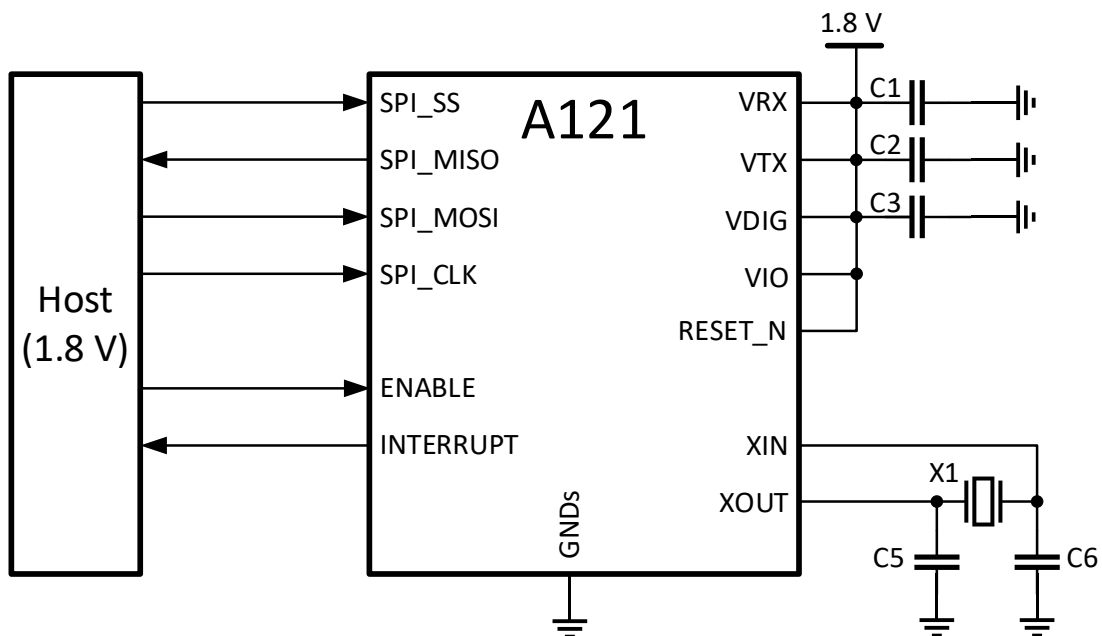 1.8 V
Host
(1.8 V)
A121
SPI_SS
SPI_MISO
SPI_MOSI
SPI_CLK
ENABLE
INTERRUPT
GNDs
VRX
VTX
VDIG
VIO
RESET_N
XIN
XOUT
C1
C2
C3
X1
C5
C6